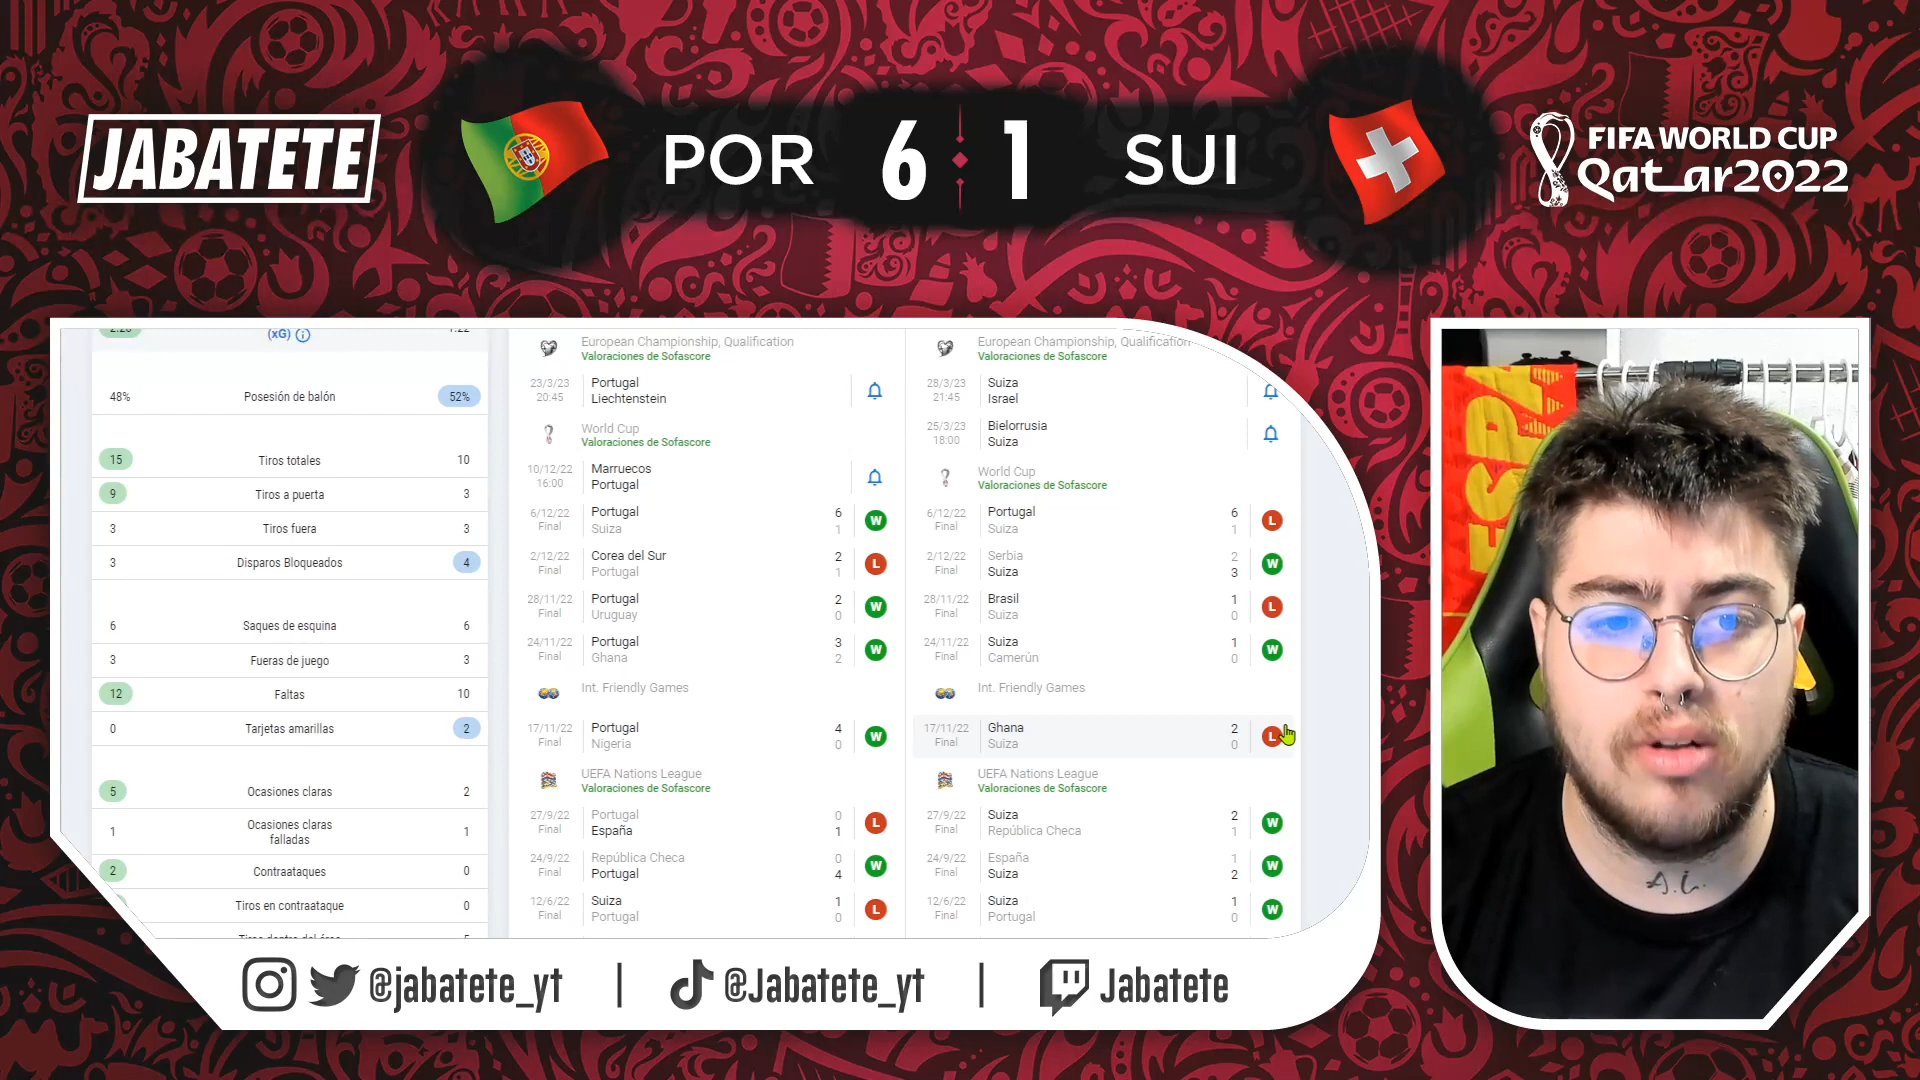 JABATETE
POR 6 1 SUI
FIFA WORLD CUP
Qatar2022
(xG)
48% Posesión de balón 52%
15 Tiros totales 10
9 Tiros a puerta 3
3 Tiros fuera 3
3 Disparos Bloqueados 4
6 Saques de esquina 6
3 Fueras de juego 3
12 Faltas 10
0 Tarjetas amarillas 2
5 Ocasiones claras 2
1 Ocasiones claras 1
falladas
2 Contraataques 0
Tiros en contraataque 0
European Championship, Qualification
Valoraciones de Sofascore
23/3/23 Portugal
20:45 Liechtenstein
World Cup
Valoraciones de Sofascore
10/12/22 Marruecos
16:00 Portugal
6/12/22 Portugal 6 W
Final Suiza 1
2/12/22 Corea del Sur 2 L
Final Portugal 1
28/11/22 Portugal 2 W
Final Uruguay 0
24/11/22 Portugal 3 W
Final Ghana 2
Int. Friendly Games
17/11/22 Portugal 4 W
Final Nigeria 0
UEFA Nations League
Valoraciones de Sofascore
27/9/22 Portugal 0 L
Final España 1
24/9/22 República Checa 0 W
Final Portugal 4
12/6/22 Suiza 1 L
Final Portugal 0
European Championship, Qualification
Valoraciones de Sofascore
28/3/23 Suiza
21:45 Israel
25/3/23 Bielorrusia
18:00 Suiza
World Cup
Valoraciones de Sofascore
6/12/22 Portugal 6 L
Final Suiza 1
2/12/22 Serbia 2 W
Final Suiza 3
28/11/22 Brasil 1 L
Final Suiza 0
24/11/22 Suiza 1 W
Final Camerún 0
Int. Friendly Games
17/11/22 Ghana 2 L
Final Suiza 0
UEFA Nations League
Valoraciones de Sofascore
27/9/22 Suiza 2 W
Final República Checa 1
24/9/22 España 1 W
Final Suiza 2
12/6/22 Suiza 1 W
Final Portugal 0
A.L.
@jabatete_yt | @Jabatete_yt | Jabatete